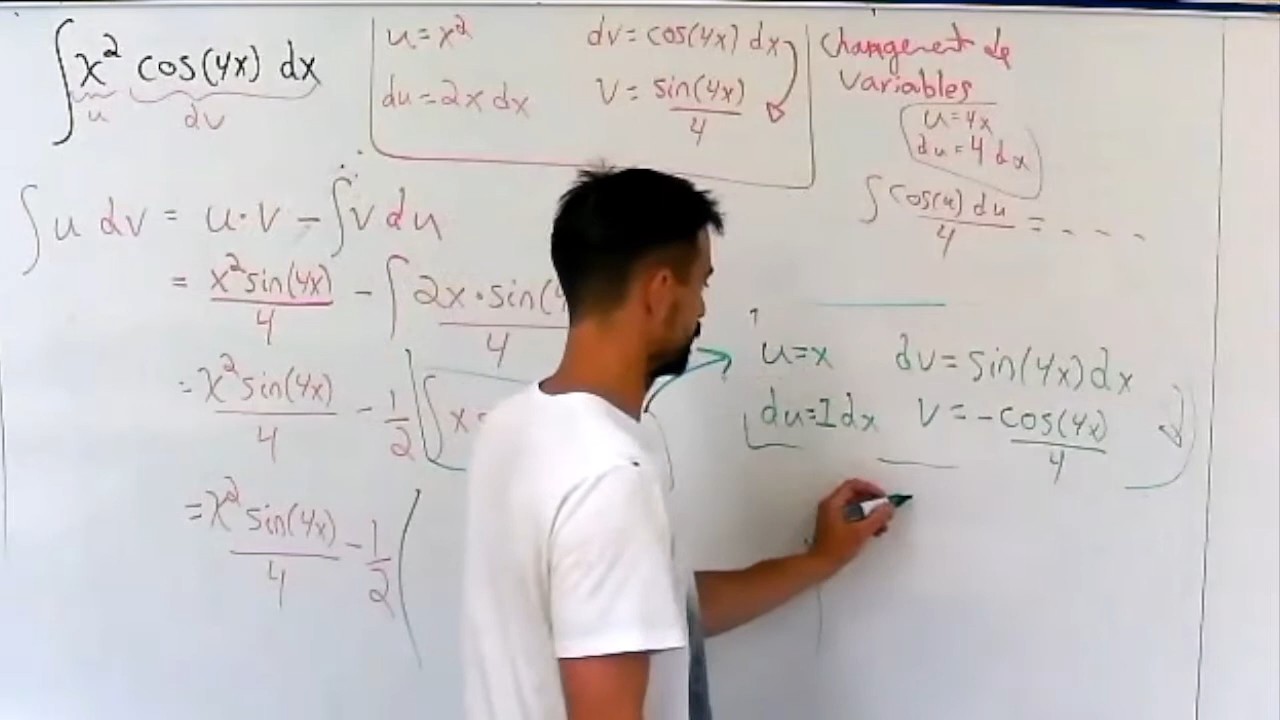 ∫ x² cos(4x) dx
u dv
u = x² dv = cos(4x) dx
du = 2x dx v = sin(4x)/4
Changement de
variables
u = 4x
du = 4 dx
∫ cos(u) du/4 = - - - -
∫ u dv = u · v - ∫ v du
= x² sin(4x)/4 - ∫ 2x · sin(4/4
= x² sin(4x)/4 - 1/2 (∫ x
= x² sin(4x)/4 - 1/2 (
u = x dv = sin(4x) dx
du = 1 dx v = -cos(4x)/4